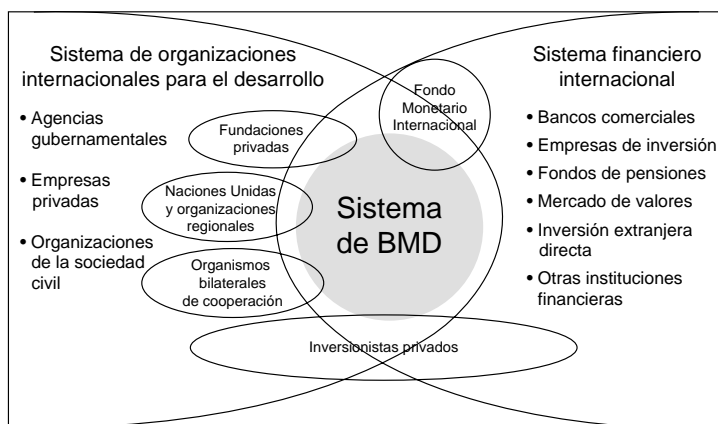 Sistema de organizaciones
internacionales para el desarrollo
• Agencias
gubernamentales
• Empresas
privadas
• Organizaciones
de la sociedad
civil
Fundaciones
privadas
Naciones Unidas
y organizaciones
regionales
Organismos
bilaterales
de cooperación
Fondo
Monetario
Internacional
Sistema
de BMD
Inversionistas privados
Sistema financiero
internacional
• Bancos comerciales
• Empresas de inversión
• Fondos de pensiones
• Mercado de valores
• Inversión extranjera
directa
• Otras instituciones
financieras